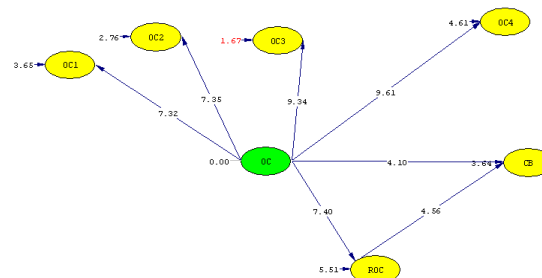 4.61 OC4
2.76 OC2
1.67 OC3
3.65 OC1
9.61
7.32
7.35
9.34
0.00 OC 4.10 3.64 CB
7.40 4.56
5.51 ROC